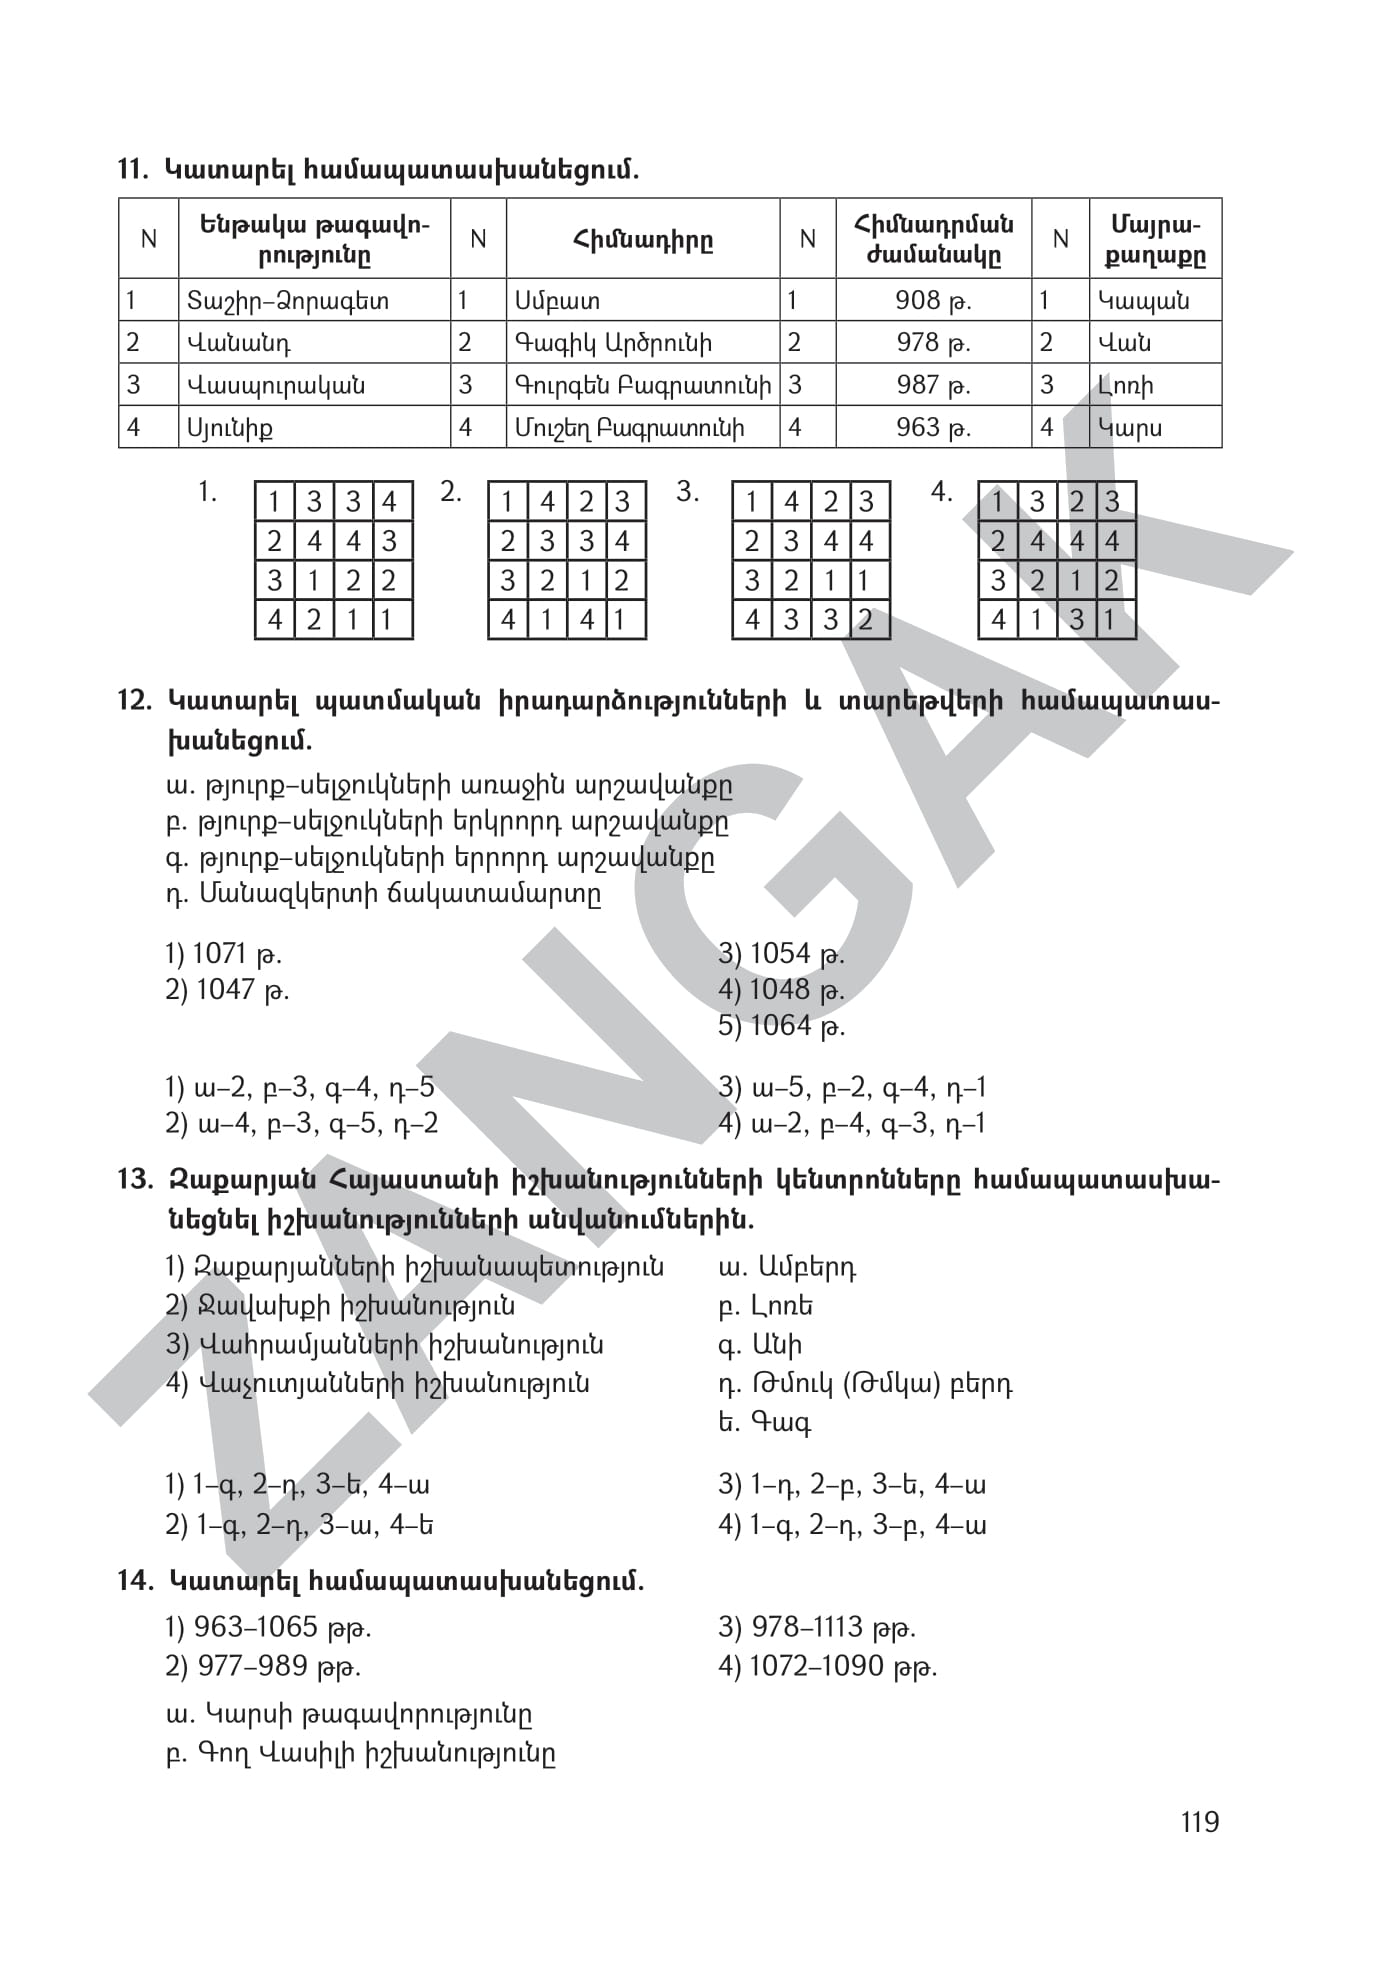 11. Կատարել համապատասխանեցում.
N Ենթակա թագավո- N Հիմնադիրը N Հիմնադրման N Մայրա-
րությունը ժամանակը քաղաքը
1 Տաշիր–Ձորագետ 1 Սմբատ 1 908 թ. 1 Կապան
2 Վանանդ 2 Գագիկ Արծրունի 2 978 թ. 2 Վան
3 Վասպուրական 3 Գուրգեն Բագրատունի 3 987 թ. 3 Լոռի
4 Սյունիք 4 Մուշեղ Բագրատունի 4 963 թ. 4 Կարս
1. 1 3 3 4 2. 1 4 2 3 3. 1 4 2 3 4. 1 3 2 3
2 4 4 3 2 3 3 4 2 3 4 4 2 4 4 4
3 1 2 2 3 2 1 2 3 2 1 1 3 2 1 2
4 2 1 1 4 1 4 1 4 3 3 2 4 1 3 1
12. Կատարել պատմական իրադարձությունների և տարեթվերի համապատաս-
խանեցում.
ա. թյուրք–սելջուկների առաջին արշավանքը
բ. թյուրք–սելջուկների երկրորդ արշավանքը
գ. թյուրք–սելջուկների երրորդ արշավանքը
դ. Մանազկերտի ճակատամարտը
1) 1071 թ. 3) 1054 թ.
2) 1047 թ. 4) 1048 թ.
5) 1064 թ.
1) ա–2, բ–3, գ–4, դ–5 3) ա–5, բ–2, գ–4, դ–1
2) ա–4, բ–3, գ–5, դ–2 4) ա–2, բ–4, գ–3, դ–1
13. Զաքարյան Հայաստանի իշխանությունների կենտրոնները համապատասխա-
նեցնել իշխանությունների անվանումներին.
1) Զաքարյանների իշխանապետություն ա. Ամբերդ
2) Ջավախքի իշխանություն բ. Լոռե
3) Վահրամյանների իշխանություն գ. Անի
4) Վաչուտյանների իշխանություն դ. Թմուկ (Թմկա) բերդ
ե. Գագ
1) 1–գ, 2–դ, 3–ե, 4–ա 3) 1–դ, 2–բ, 3–ե, 4–ա
2) 1–գ, 2–դ, 3–ա, 4–ե 4) 1–գ, 2–դ, 3–բ, 4–ա
14. Կատարել համապատասխանեցում.
1) 963–1065 թթ. 3) 978–1113 թթ.
2) 977–989 թթ. 4) 1072–1090 թթ.
ա. Կարսի թագավորությունը
բ. Գող Վասիլի իշխանությունը
119
ZANGAK